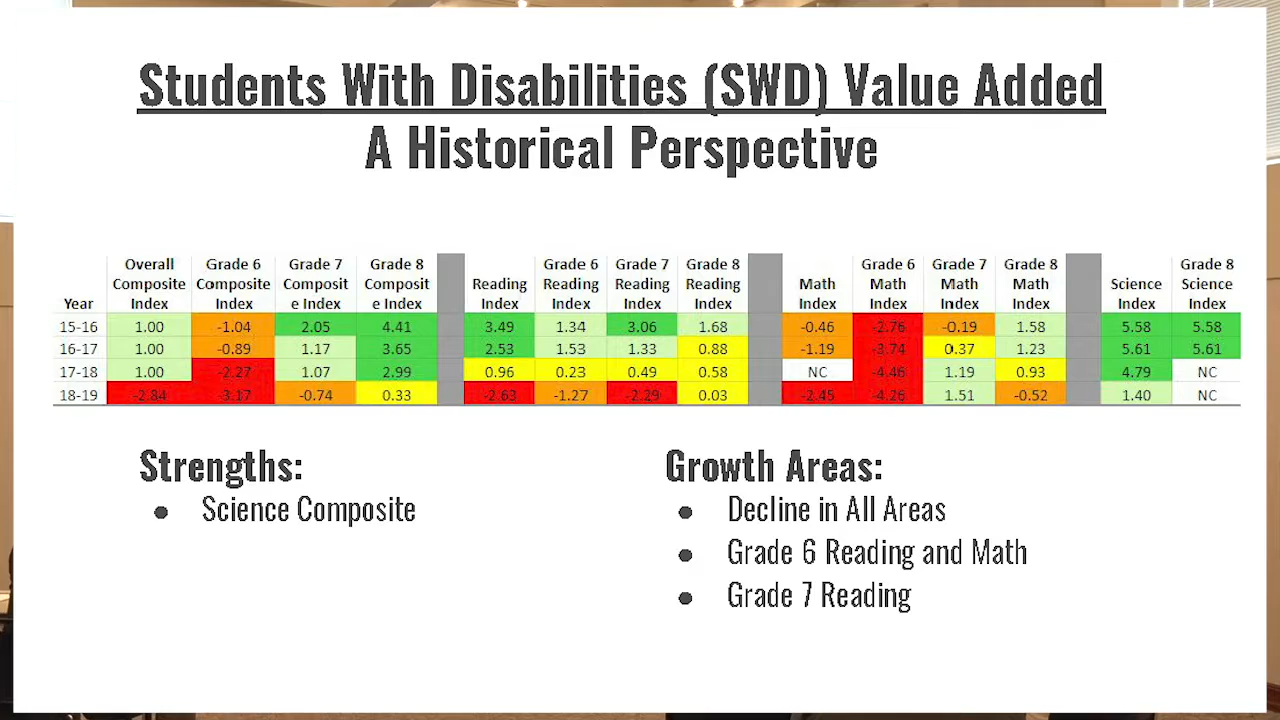 Students With Disabilities (SWD) Value Added
A Historical Perspective
Year Overall Composite Index Grade 6 Composite Index Grade 7 Composit e Index Grade 8 Composit e Index Reading Index Grade 6 Reading Index Grade 7 Reading Index Grade 8 Reading Index Math Index Grade 6 Math Index Grade 7 Math Index Grade 8 Math Index Science Index Grade 8 Science Index
15-16 1.00 -1.04 2.05 4.41 3.49 1.34 3.06 1.68 -0.46 -2.76 -0.19 1.58 5.58 5.58
16-17 1.00 -0.89 1.17 3.65 2.53 1.53 1.33 0.88 -1.19 -3.74 0.37 1.23 5.61 5.61
17-18 1.00 -2.27 1.07 2.99 0.96 0.23 0.49 0.58 NC -4.46 1.19 0.93 4.79 NC
18-19 -2.84 -3.17 -0.74 0.33 -2.63 -1.27 -2.29 0.03 -2.45 -4.26 1.51 -0.52 1.40 NC
Strengths:
● Science Composite
Growth Areas:
● Decline in All Areas
● Grade 6 Reading and Math
● Grade 7 Reading